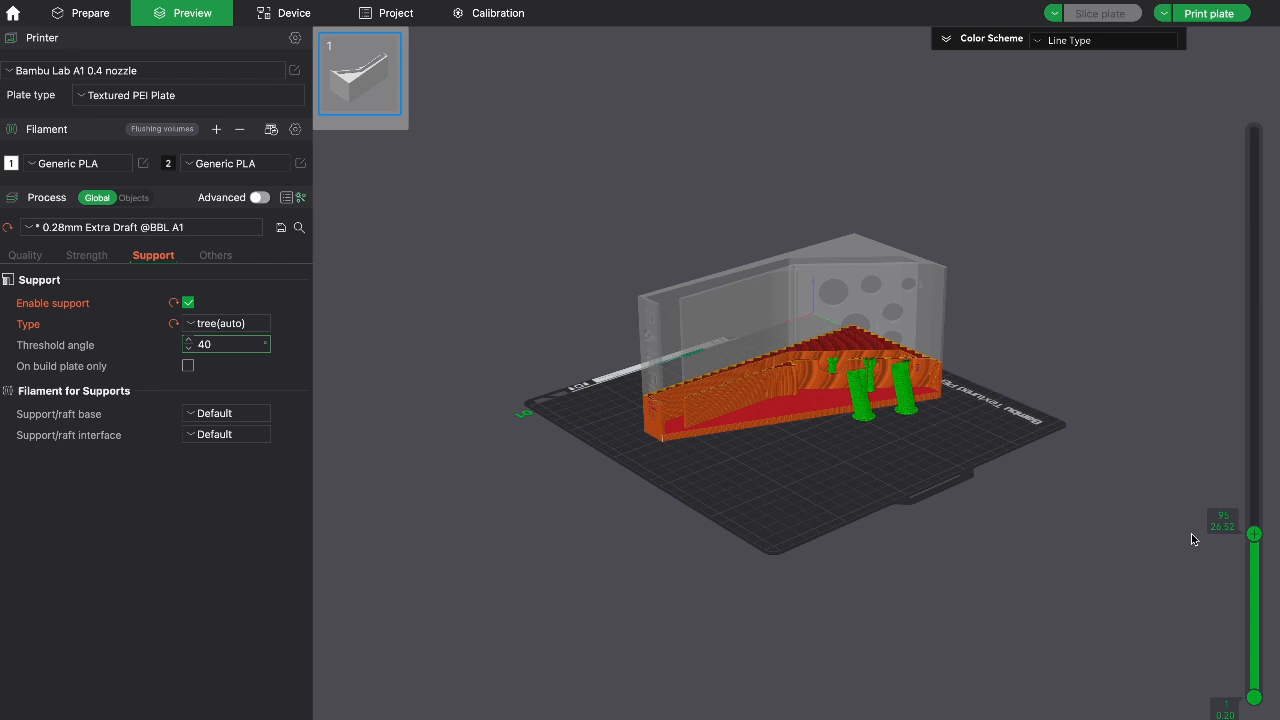 Prepare
Preview
Device
Project
Calibration
Slice plate
Print plate
Printer
Bambu Lab A1 0.4 nozzle
Plate type
Textured PEI Plate
Filament
Flushing volumes
1
Generic PLA
2
Generic PLA
Process
Global
Objects
Advanced
* 0.28mm Extra Draft @BBL A1
Quality
Strength
Support
Others
Support
Enable support
Type
tree(auto)
Threshold angle
40
°
On build plate only
Filament for Supports
Support/raft base
Default
Support/raft interface
Default
1
Color Scheme
Line Type
Bambu Textured PEI
95
26.52
1
0.20